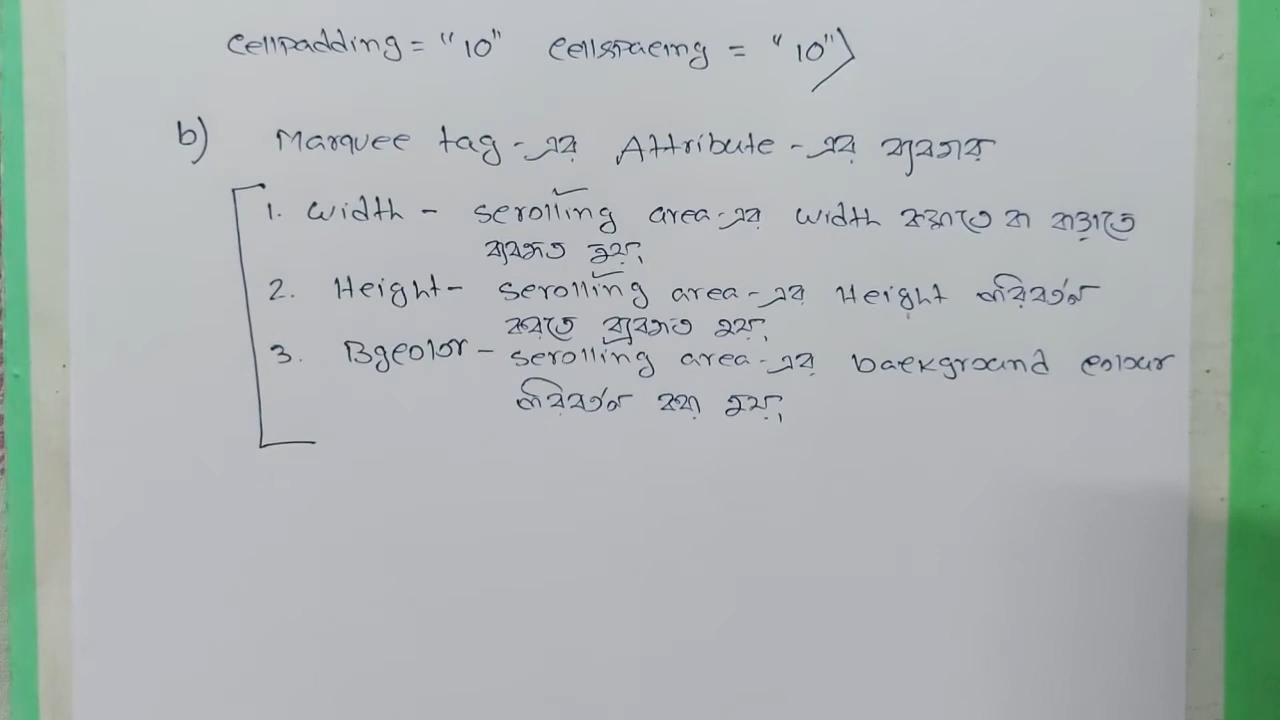 Cellpadding = "10" Cellspacing = "10">
b) Marquee tag-এর Attribute-এর ব্যবহার
1. Width - Scrolling area-এর width কমাতে বা বাড়াতে
ব্যবহৃত হয়।
2. Height- Scrolling area-এর Height পরিবর্তন
করতে ব্যবহৃত হয়।
3. Bgcolor- Scrolling area-এর background colour
পরিবর্তন করা হয়।